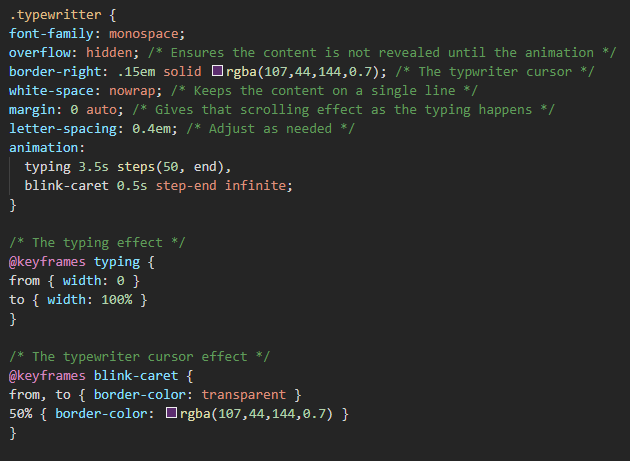 .typewritter {
font-family: monospace;
overflow: hidden; /* Ensures the content is not revealed until the animation */
border-right: .15em solid rgba(107,44,144,0.7); /* The typwriter cursor */
white-space: nowrap; /* Keeps the content on a single line */
margin: 0 auto; /* Gives that scrolling effect as the typing happens */
letter-spacing: 0.4em; /* Adjust as needed */
animation:
  typing 3.5s steps(50, end),
  blink-caret 0.5s step-end infinite;
}

/* The typing effect */
@keyframes typing {
from { width: 0 }
to { width: 100% }
}

/* The typewriter cursor effect */
@keyframes blink-caret {
from, to { border-color: transparent }
50% { border-color: rgba(107,44,144,0.7) }
}